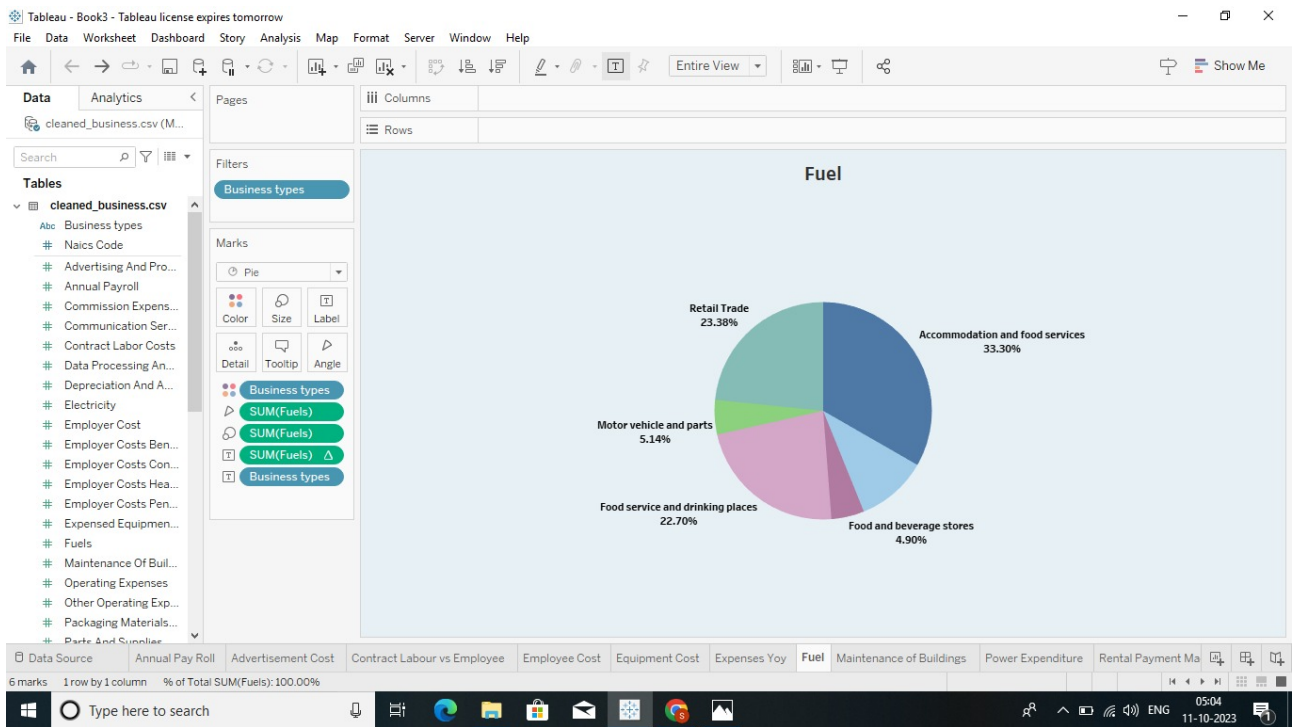 Tableau - Book3 - Tableau license expires tomorrow
File Data Worksheet Dashboard Story Analysis Map Format Server Window Help
Entire View
Show Me
Data Analytics
cleaned_business.csv (M...
Search
Tables
cleaned_business.csv
Abc Business types
# Naics Code
# Advertising And Pro...
# Annual Payroll
# Commission Expens...
# Communication Ser...
# Contract Labor Costs
# Data Processing An...
# Depreciation And A...
# Electricity
# Employer Cost
# Employer Costs Ben...
# Employer Costs Con...
# Employer Costs Hea...
# Employer Costs Pen...
# Expensed Equipmen...
# Fuels
# Maintenance Of Buil...
# Operating Expenses
# Other Operating Exp...
# Packaging Materials...
# Parts And Supplies
Pages
Filters
Business types
Marks
Pie
Color Size Label
Detail Tooltip Angle
Business types
SUM(Fuels)
SUM(Fuels)
T SUM(Fuels) △
T Business types
iii Columns
Rows
Fuel
Retail Trade
23.38%
Accommodation and food services
33.30%
Motor vehicle and parts
5.14%
Food service and drinking places
22.70%
Food and beverage stores
4.90%
Data Source Annual Pay Roll Advertisement Cost Contract Labour vs Employee Employee Cost Equipment Cost Expenses Yoy Fuel Maintenance of Buildings Power Expenditure Rental Payment Ma
6 marks 1 row by 1 column % of Total SUM(Fuels): 100.00%
Type here to search
ENG
05:04
11-10-2023